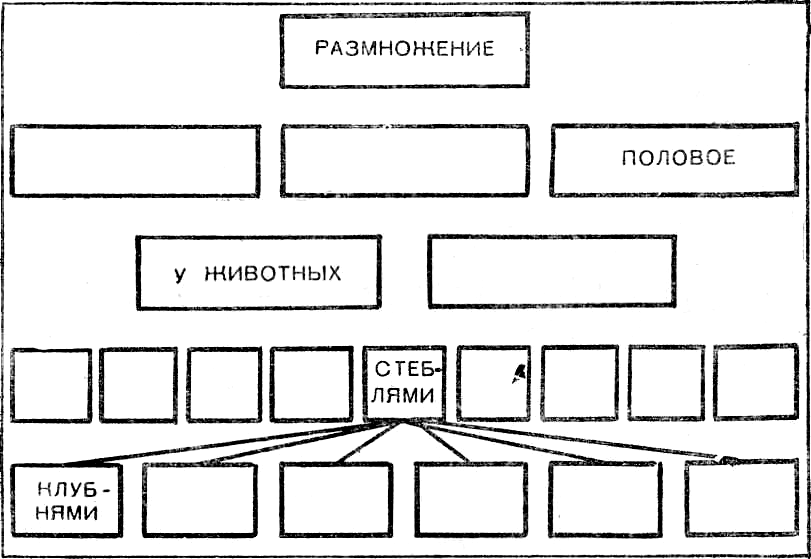 РАЗМНОЖЕНИЕ
ПОЛОВОЕ
У ЖИВОТНЫХ
СТЕБ-
ЛЯМИ
КЛУБ-
НЯМИ